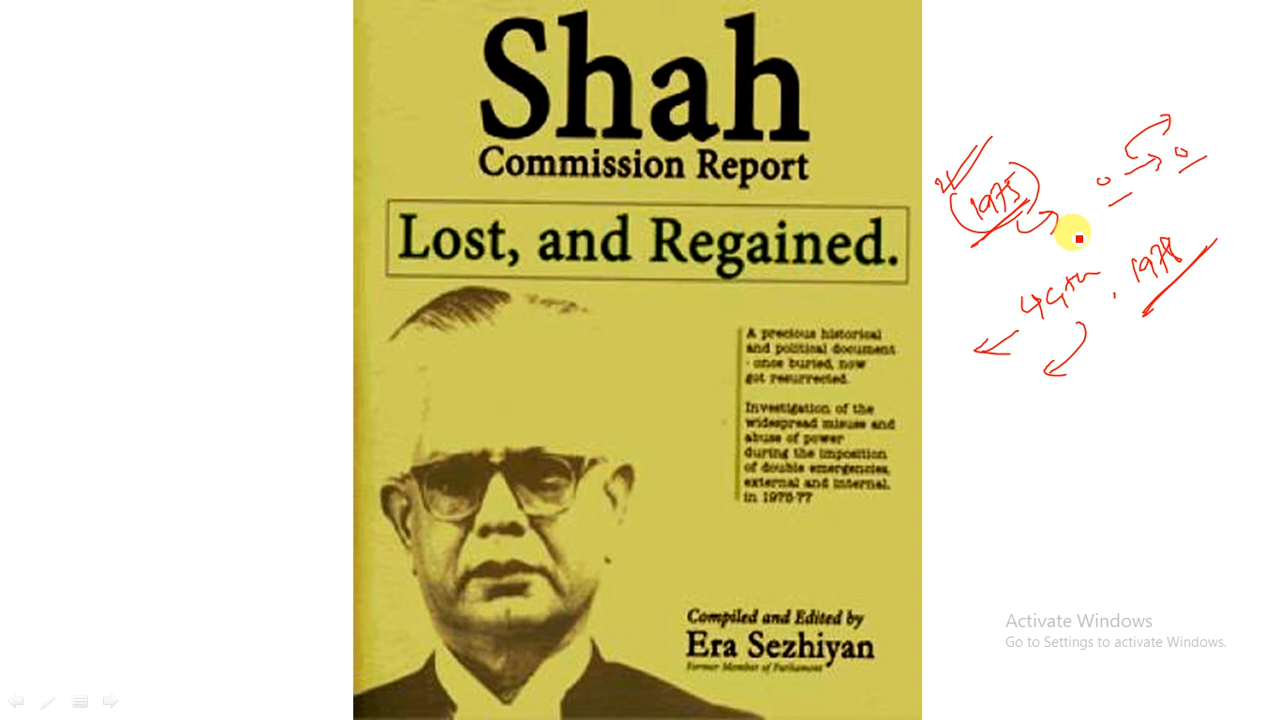 Shah
Commission Report
Lost, and Regained.
A precious historical
and political document
- once buried, now
got resurrected.
Investigation of the
widespread misuse and
abuse of power
during the imposition
of double emergencies,
external and internal,
in 1975-77
Compiled and Edited by
Era Sezhiyan
Former Member of Parliament
(1975)
44th, 1978
Activate Windows
Go to Settings to activate Windows.